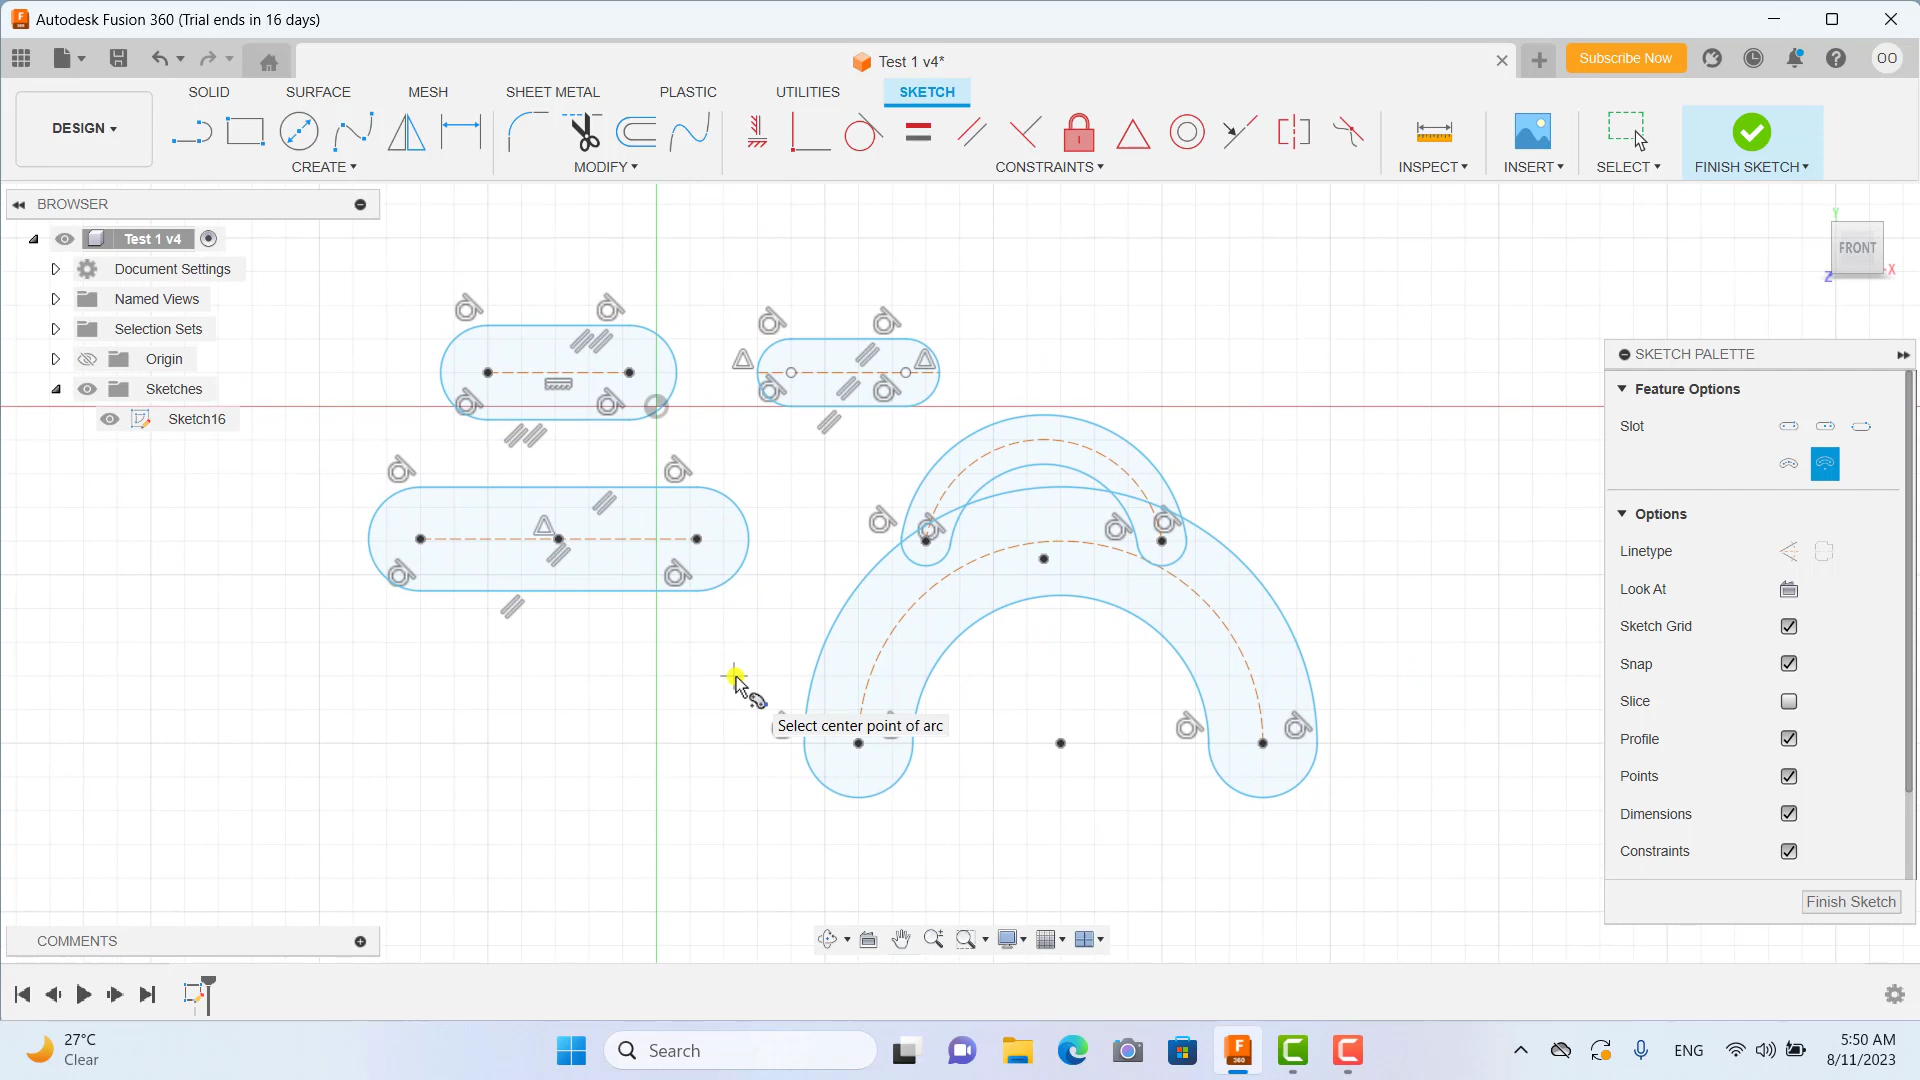 Autodesk Fusion 360 (Trial ends in 16 days)
Test 1 v4*
Subscribe Now
OO
SOLID SURFACE MESH SHEET METAL PLASTIC UTILITIES SKETCH
DESIGN
CREATE MODIFY CONSTRAINTS INSPECT INSERT SELECT FINISH SKETCH
BROWSER
Test 1 v4
Document Settings
Named Views
Selection Sets
Origin
Sketches
Sketch16
Y
FRONT
X
Z
SKETCH PALETTE
Feature Options
Slot
Options
Linetype
Look At
Sketch Grid
Snap
Slice
Profile
Points
Dimensions
Constraints
Finish Sketch
Select center point of arc
COMMENTS
27°C
Clear
Search
F
360
ENG
5:50 AM
8/11/2023